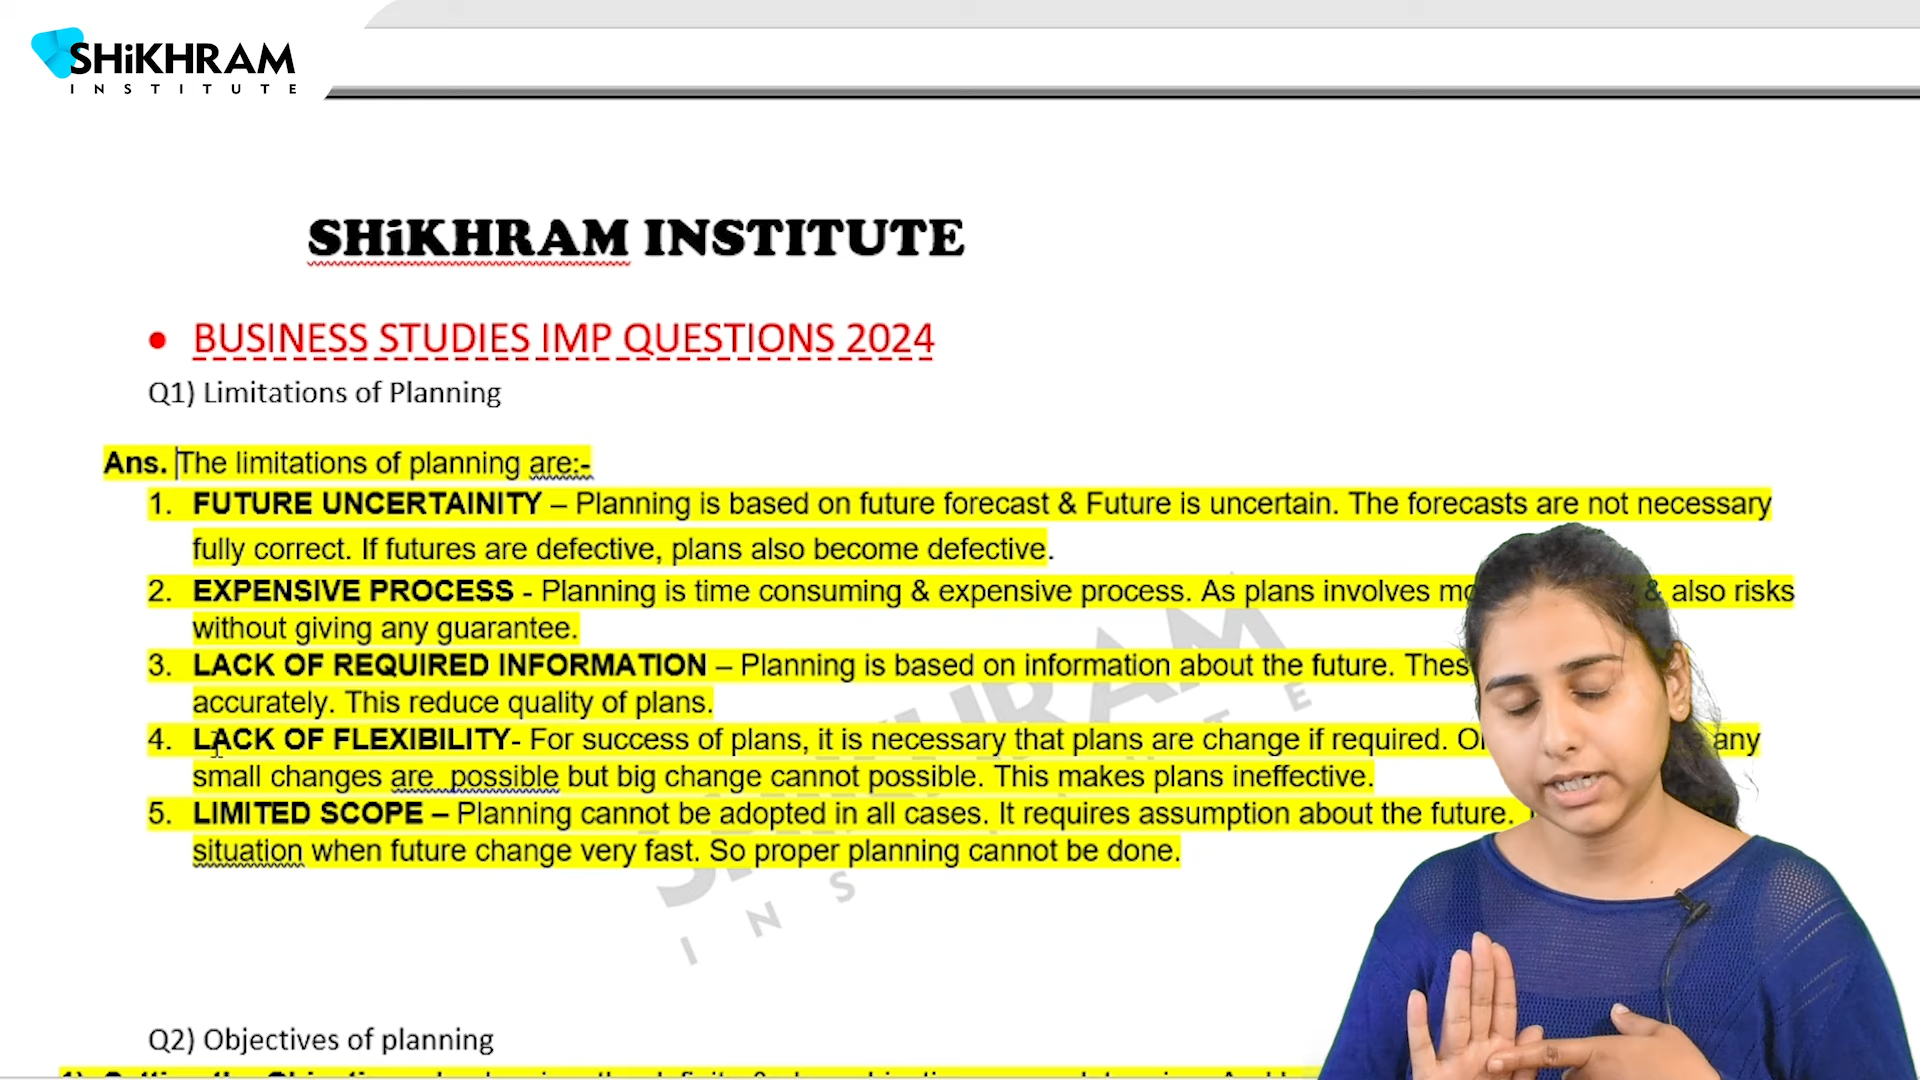 SHiKHRAM
INSTITUTE
SHiKHRAM INSTITUTE
• BUSINESS STUDIES IMP QUESTIONS 2024
Q1) Limitations of Planning
Ans. The limitations of planning are:-
1. FUTURE UNCERTAINITY – Planning is based on future forecast & Future is uncertain. The forecasts are not necessary
fully correct. If futures are defective, plans also become defective.
2. EXPENSIVE PROCESS - Planning is time consuming & expensive process. As plans involves & also risks
without giving any guarantee.
3. LACK OF REQUIRED INFORMATION – Planning is based on information about the future.
accurately. This reduce quality of plans.
4. LACK OF FLEXIBILITY- For success of plans, it is necessary that plans are change if required. any
small changes are possible but big change cannot possible. This makes plans ineffective.
5. LIMITED SCOPE – Planning cannot be adopted in all cases. It requires assumption about the future.
situation when future change very fast. So proper planning cannot be done.
Q2) Objectives of planning